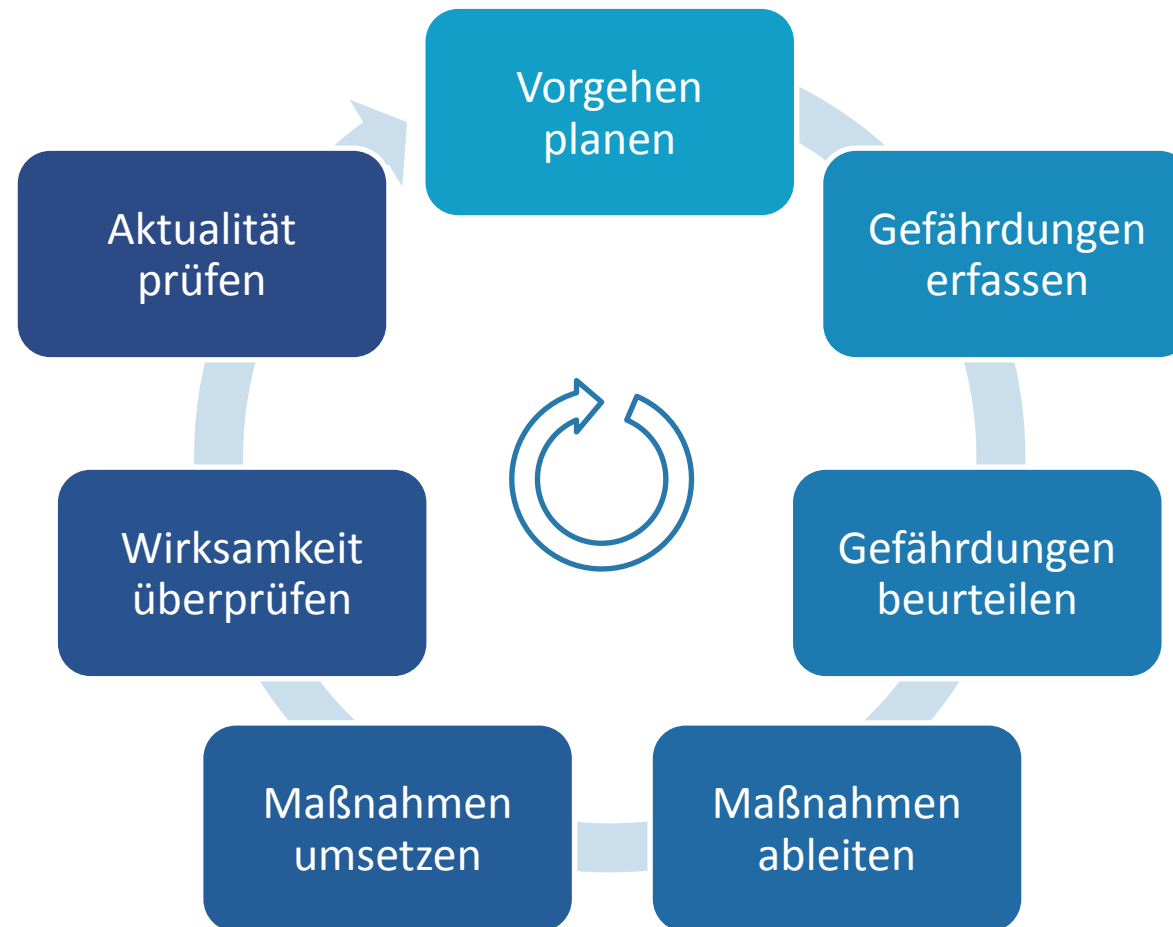 Vorgehen
planen
Gefährdungen
erfassen
Gefährdungen
beurteilen
Maßnahmen
ableiten
Maßnahmen
umsetzen
Wirksamkeit
überprüfen
Aktualität
prüfen